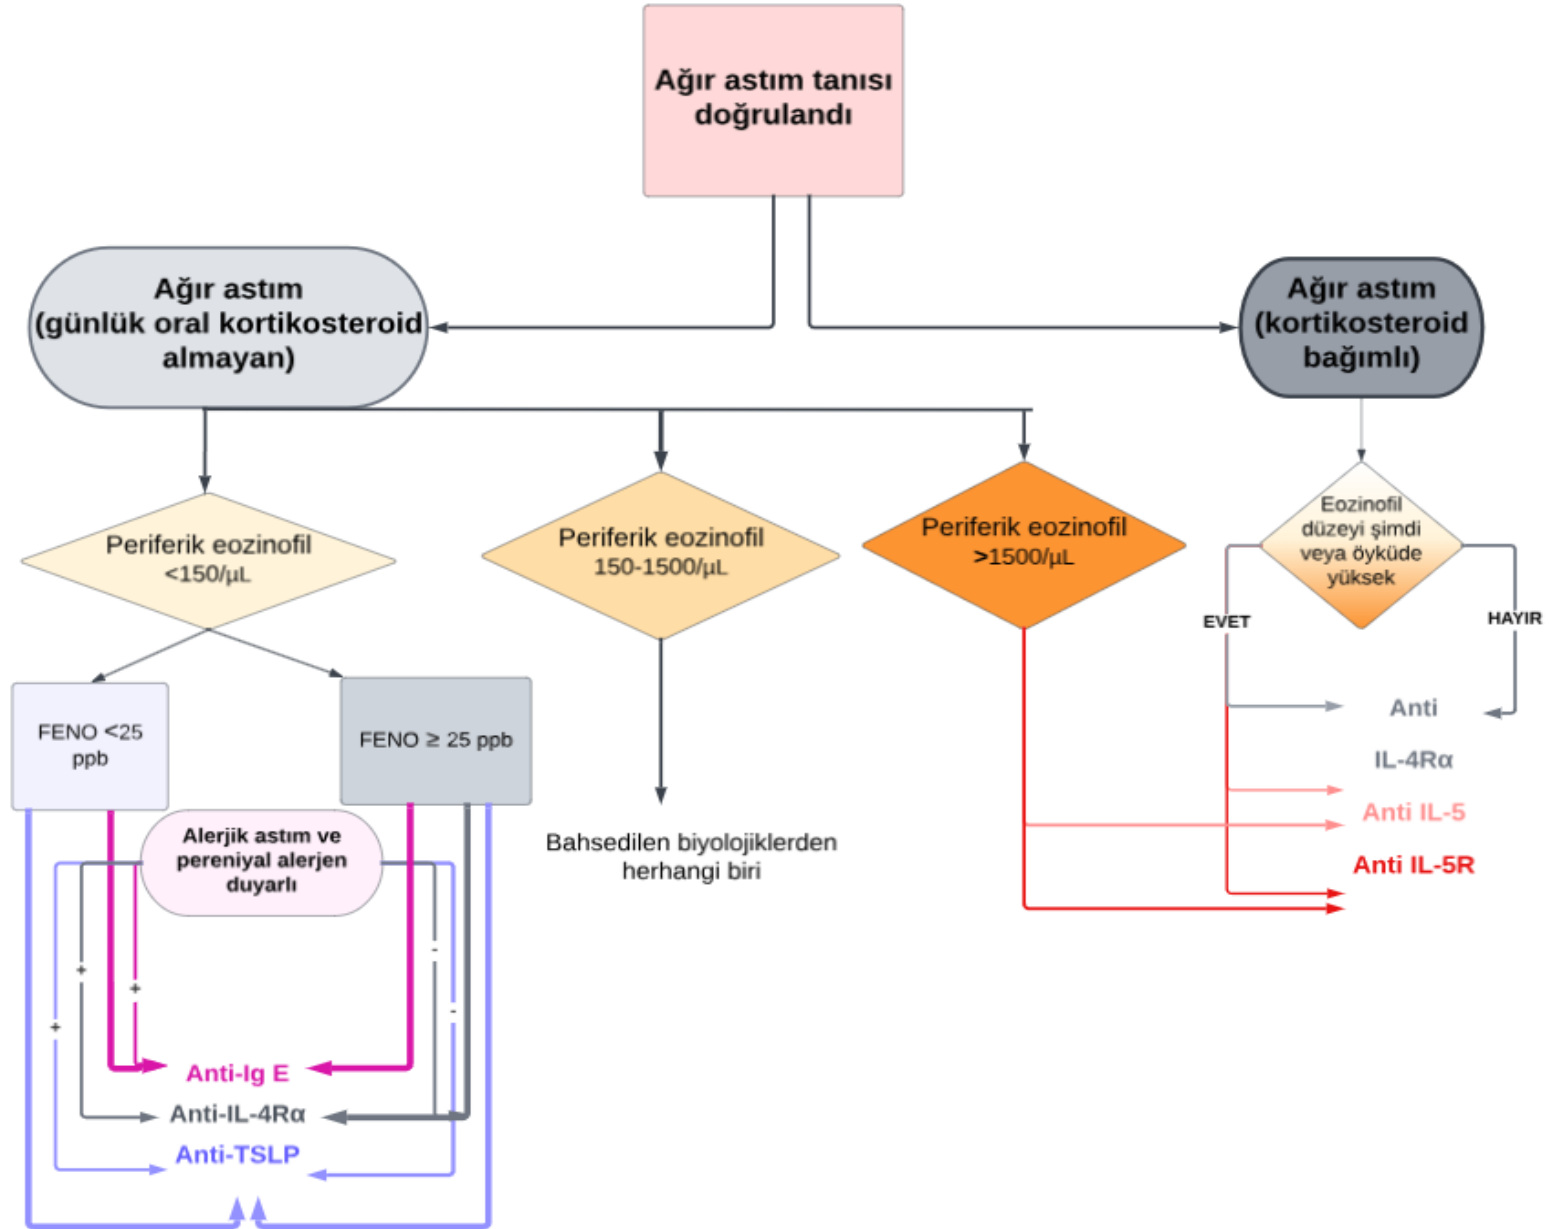 Ağır astım tanısı
doğrulandı
Ağır astım
(günlük oral kortikosteroid
almayan)
Ağır astım
(kortikosteroid
bağımlı)
Periferik eozinofil
<150/µL
Periferik eozinofil
150-1500/µL
Periferik eozinofil
>1500/µL
Eozinofil
düzeyi şimdi
veya öyküde
yüksek
EVET
HAYIR
FENO <25
ppb
FENO ≥ 25 ppb
Alerjik astım ve
pereniyal alerjen
duyarlı
Bahsedilen biyolojiklerden
herhangi biri
Anti
IL-4Rα
Anti IL-5
Anti IL-5R
+
+
+
-
-
Anti-Ig E
Anti-IL-4Rα
Anti-TSLP